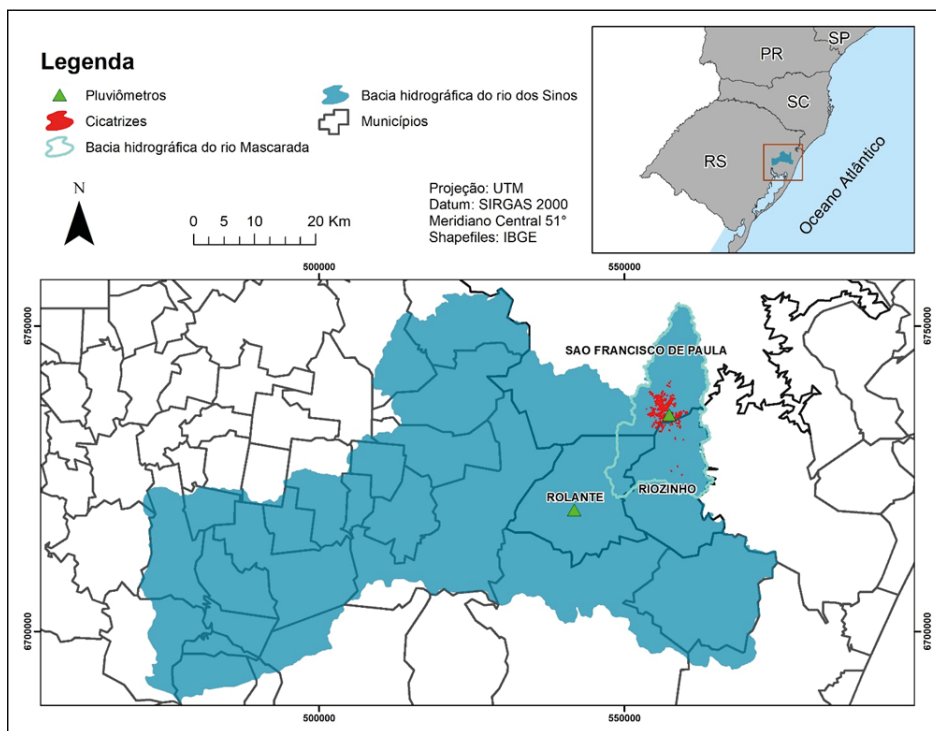 Legenda
Pluviômetros
Cicatrizes
Bacia hidrográfica do rio Mascarada
Bacia hidrográfica do rio dos Sinos
Municípios
N
0 5 10 20 Km
Projeção: UTM
Datum: SIRGAS 2000
Meridiano Central 51°
Shapefiles: IBGE
SP
PR
SC
RS
Oceano Atlântico
500000 550000
6750000 6750000
SAO FRANCISCO DE PAULA
ROLANTE
RIOZINHO
6700000 6700000
500000 550000